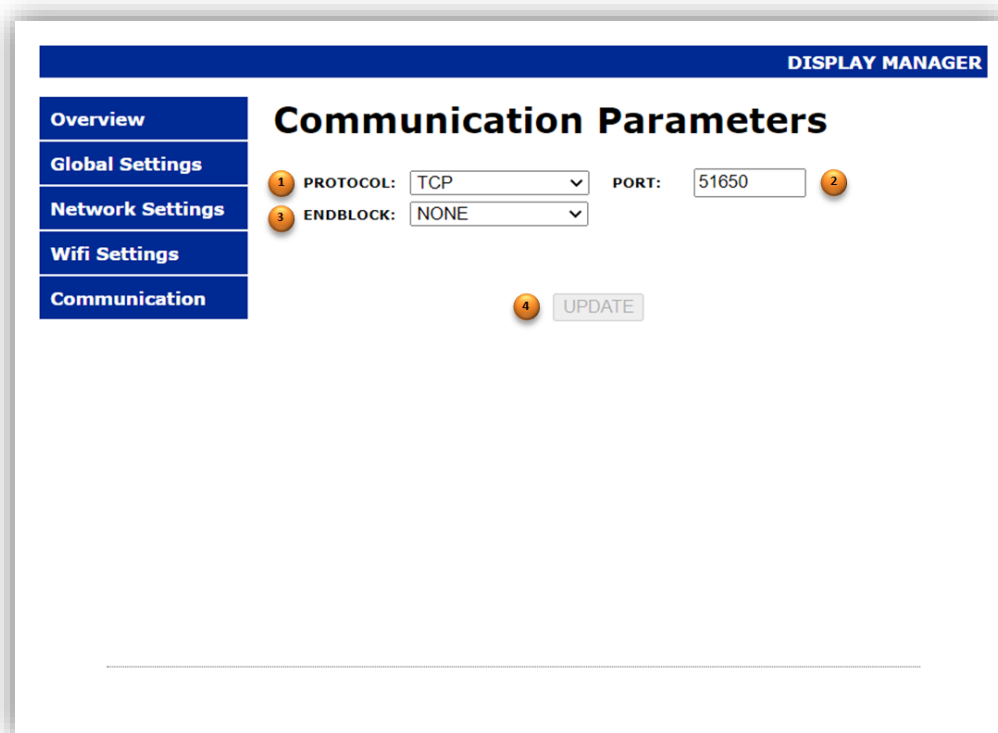 DISPLAY MANAGER
Overview
Global Settings
Network Settings
Wifi Settings
Communication
Communication Parameters
1 PROTOCOL: TCP PORT: 51650 2
3 ENDBLOCK: NONE
4 UPDATE